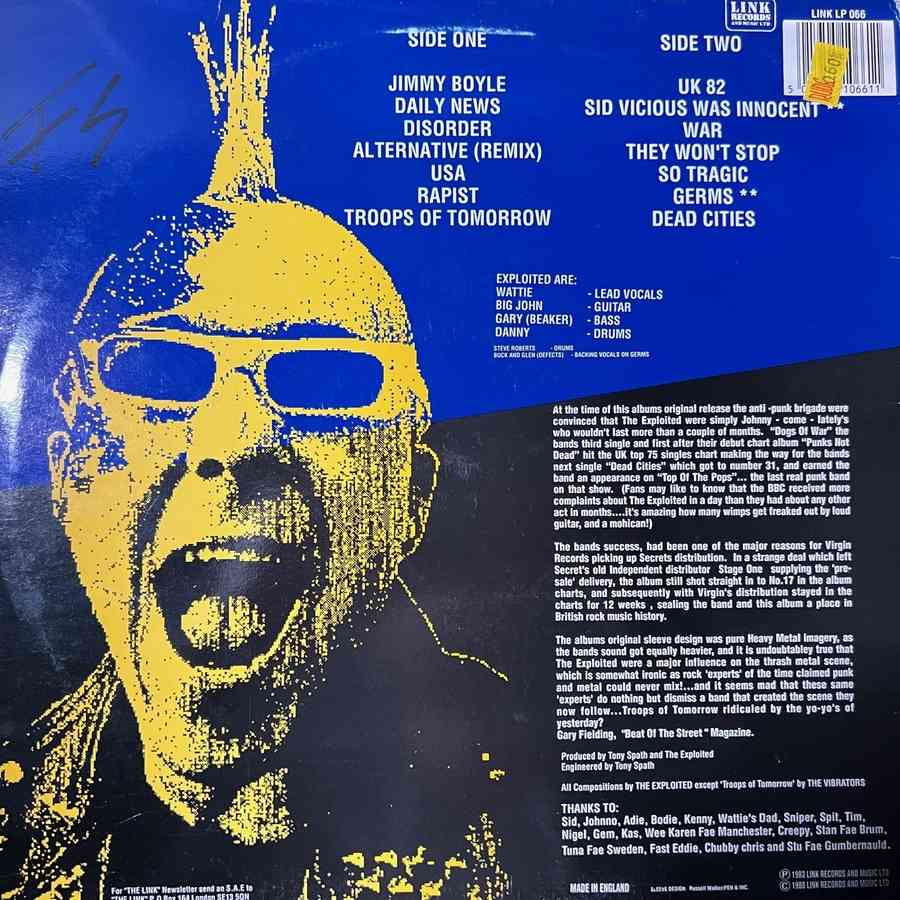 LINK
RECORDS
AND MUSIC LTD
LINK LP 066
SIDE ONE
JIMMY BOYLE
DAILY NEWS
DISORDER
ALTERNATIVE (REMIX)
USA
RAPIST
TROOPS OF TOMORROW
SIDE TWO
UK 82
SID VICIOUS WAS INNOCENT **
WAR
THEY WON'T STOP
SO TRAGIC
GERMS **
DEAD CITIES
EXPLOITED ARE:
WATTIE - LEAD VOCALS
BIG JOHN - GUITAR
GARY (BEAKER) - BASS
DANNY - DRUMS
STEVE ROBERTS - DRUMS
BUCK AND GLEN (DEFECTS) - BACKING VOCALS ON GERMS
At the time of this albums original release the anti -punk brigade were
convinced that The Exploited were simply Johnny - come - lately's
who wouldn't last more than a couple of months. "Dogs Of War" the
bands third single and first after their debut chart album "Punks Not
Dead" hit the UK top 75 singles chart making the way for the bands
next single "Dead Cities" which got to number 31, and earned the
band an appearance on "Top Of The Pops"... the last real punk band
on that show. (Fans may like to know that the BBC received more
complaints about The Exploited in a day than they had about any other
act in months....it's amazing how many wimps get freaked out by loud
guitar, and a mohican!)
The bands success, had been one of the major reasons for Virgin
Records picking up Secrets distribution. In a strange deal which left
Secret's old Independent distributor Stage One supplying the 'pre-
sale' delivery, the album still shot straight in to No.17 in the album
charts, and subsequently with Virgin's distribution stayed in the
charts for 12 weeks , sealing the band and this album a place in
British rock music history.
The albums original sleeve design was pure Heavy Metal Imagery, as
the bands sound got equally heavier, and it is undoubtabley true that
The Exploited were a major influence on the thrash metal scene,
which is somewhat ironic as rock 'experts' of the time claimed punk
and metal could never mix!...and it seems mad that these same
'experts' do nothing but dismiss a band that created the scene they
now follow...Troops of Tomorrow ridiculed by the yo-yo's of
yesterday?
Gary Fielding, "Beat Of The Street" Magazine.
Produced by Tony Spath and The Exploited
Engineered by Tony Spath
All Compositions by THE EXPLOITED except 'Troops of Tomorrow' by THE VIBRATORS
THANKS TO:
Sid, Johnno, Adie, Bodie, Kenny, Wattie's Dad, Sniper, Spit, Tim,
Nigel, Gem, Kas, Wee Karen Fae Manchester, Creepy, Stan Fae Brum,
Tuna Fae Sweden, Fast Eddie, Chubby chris and Stu Fae Gumbernauld.
For "THE LINK" Newsletter send an S.A.E to
"THE LINK" P.O Box 164 London SE13 5QN
MADE IN ENGLAND
SLEEVE DESIGN Russell Walker/PEN & INC.
Ⓟ 1983 LINK RECORDS AND MUSIC LTD
© 1988 LINK RECORDS AND MUSIC LTD